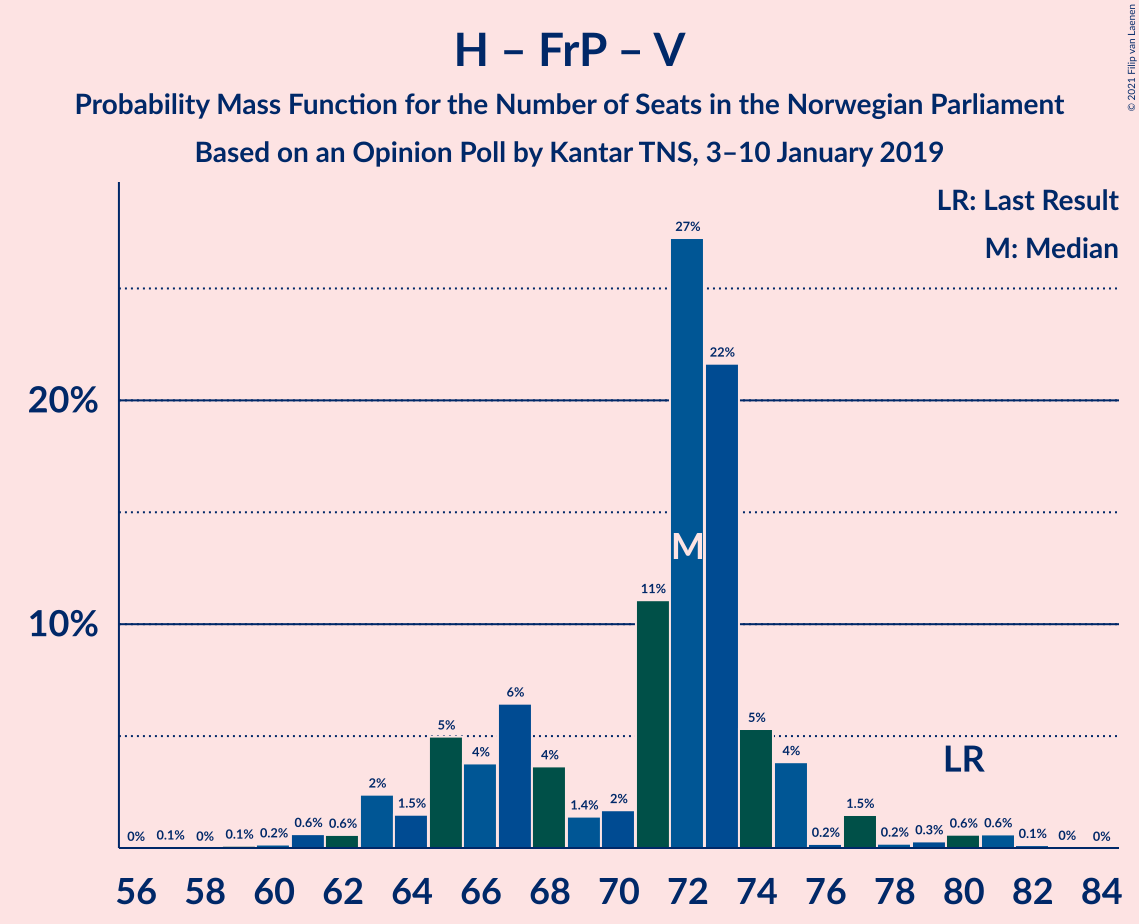 H – FrP – V
Probability Mass Function for the Number of Seats in the Norwegian Parliament
Based on an Opinion Poll by Kantar TNS, 3–10 January 2019
© 2021 Filip van Laenen
LR: Last Result
M: Median
20%
10%
0% 0.1% 0% 0.1% 0.2% 0.6% 0.6% 2% 1.5% 5% 4% 6% 4% 1.4% 2% 11% 27% 22% 5% 4% 0.2% 1.5% 0.2% 0.3% 0.6% 0.6% 0.1% 0% 0%
M
LR
56 58 60 62 64 66 68 70 72 74 76 78 80 82 84